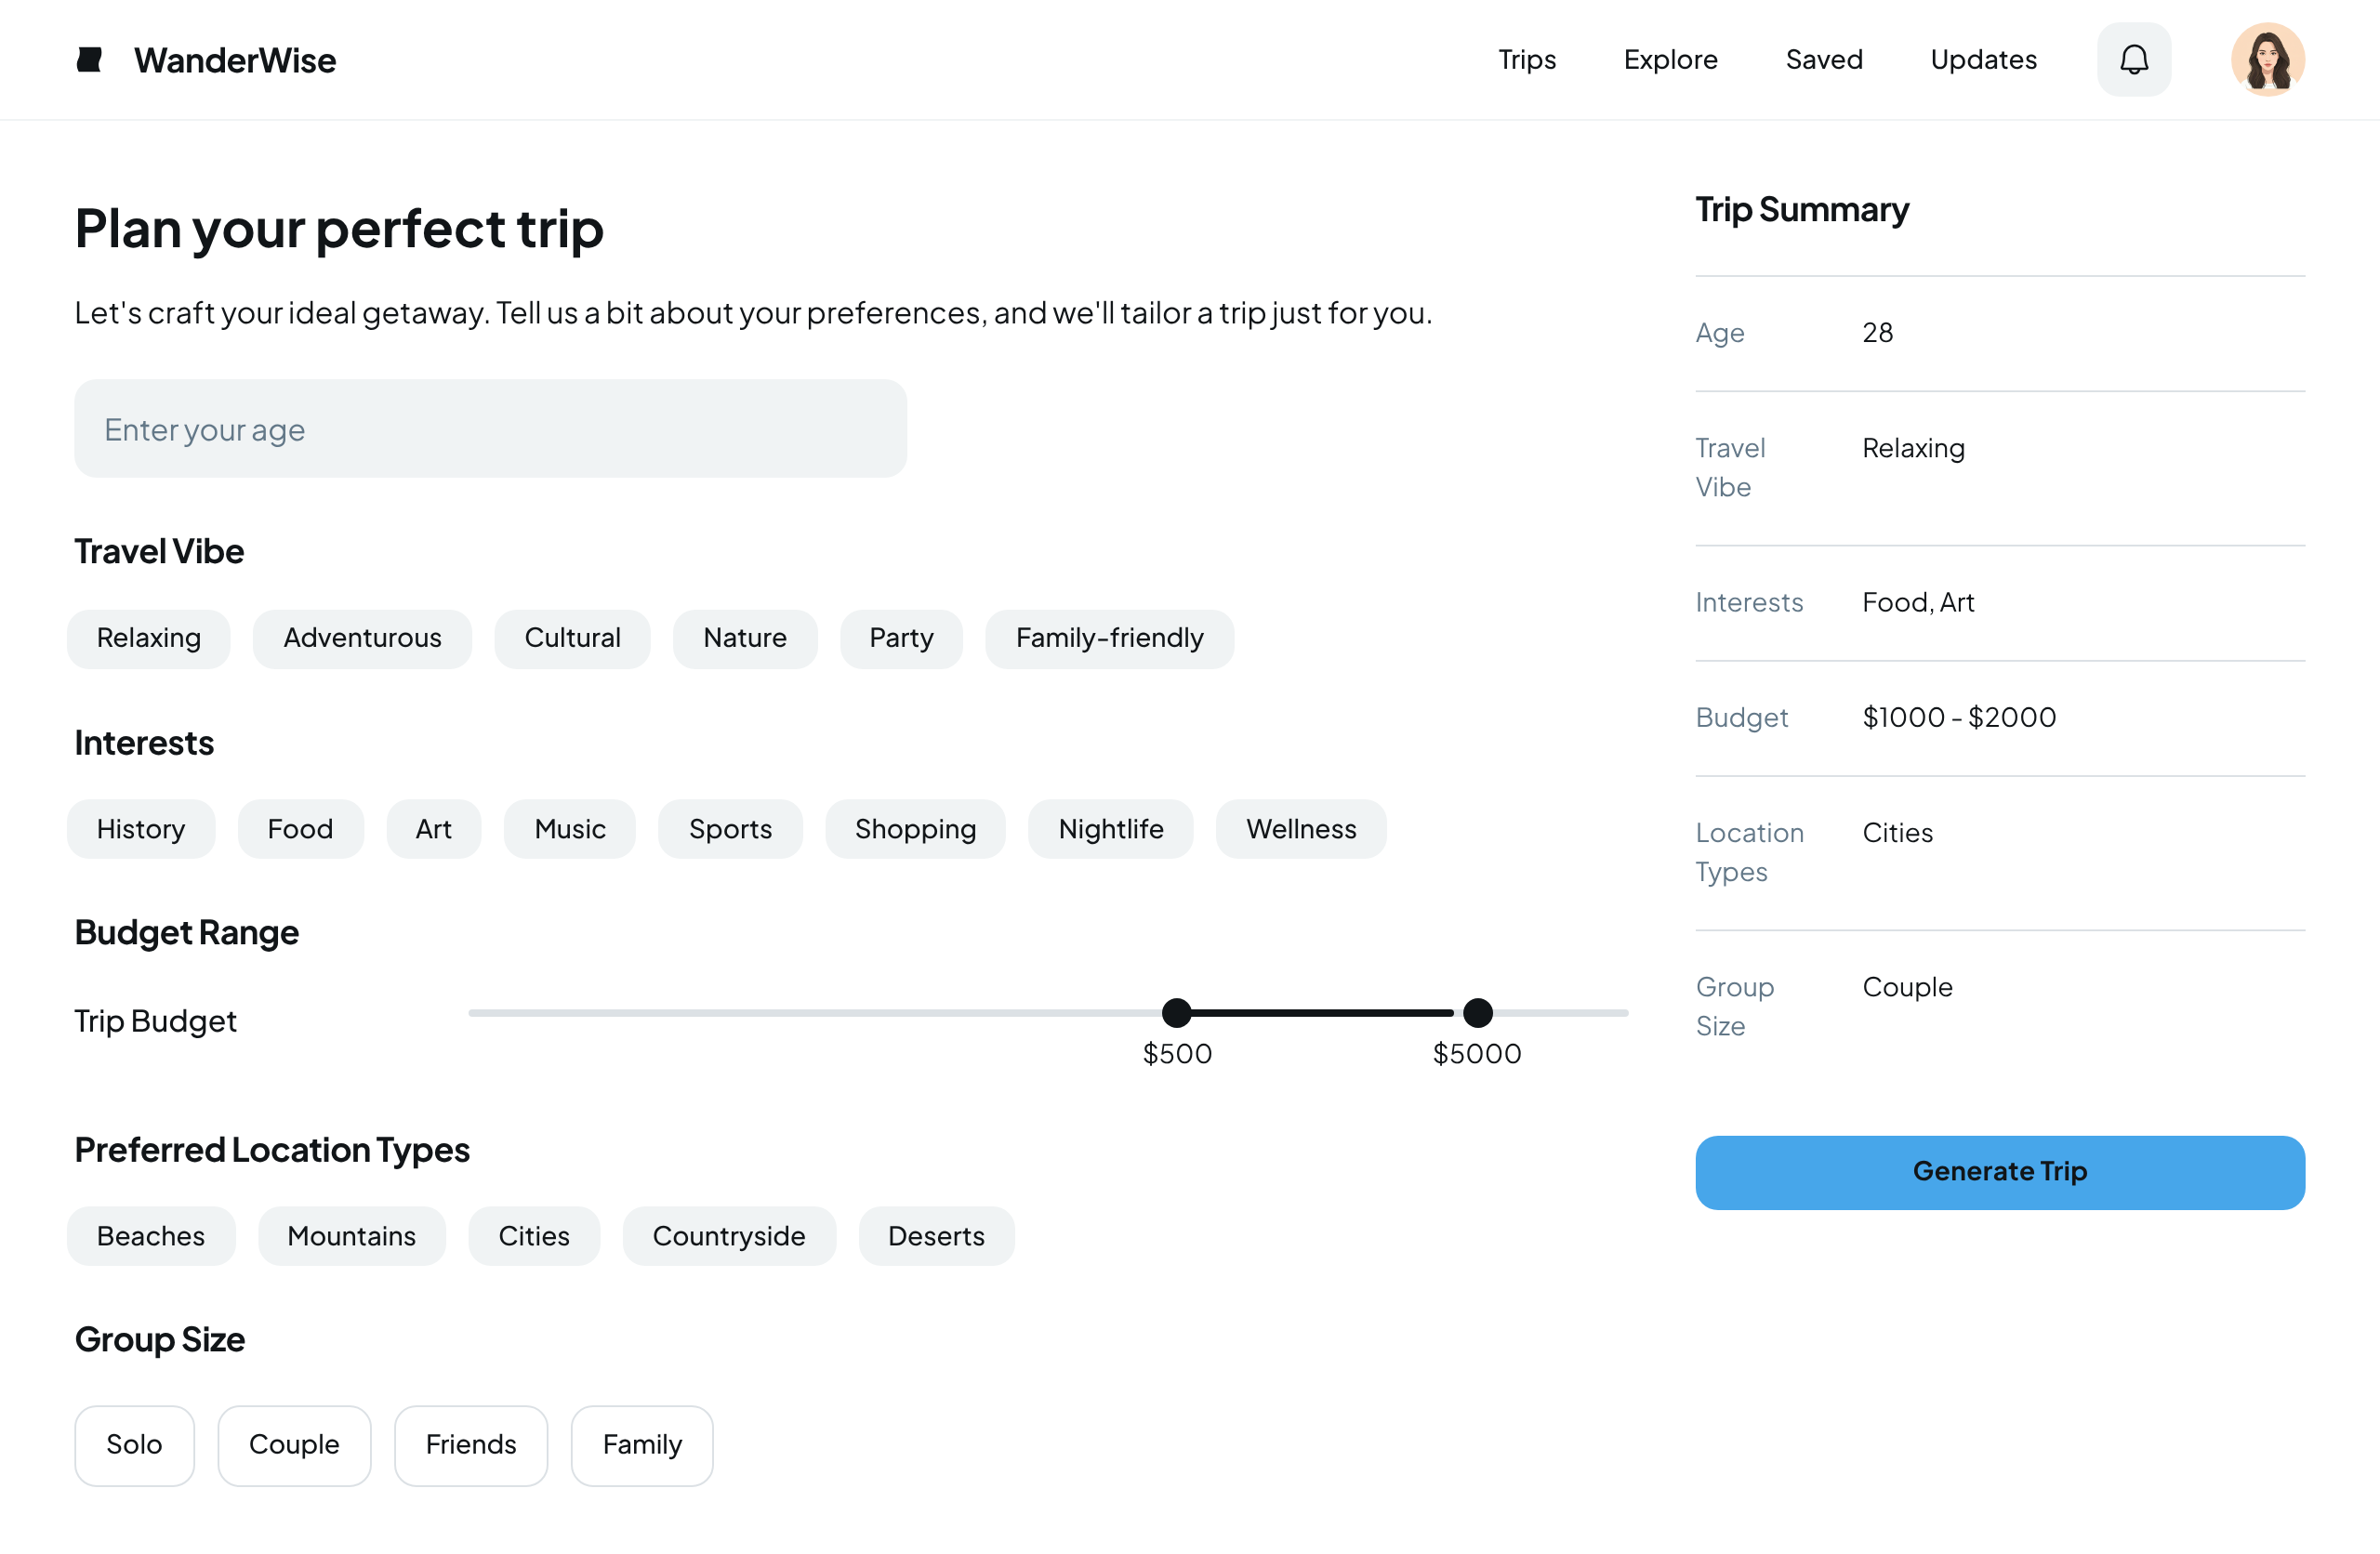 WanderWise
Trips
Explore
Saved
Updates
Plan your perfect trip
Let's craft your ideal getaway. Tell us a bit about your preferences, and we'll tailor a trip just for you.
Enter your age
Travel Vibe
Relaxing
Adventurous
Cultural
Nature
Party
Family-friendly
Interests
History
Food
Art
Music
Sports
Shopping
Nightlife
Wellness
Budget Range
Trip Budget
$500
$5000
Preferred Location Types
Beaches
Mountains
Cities
Countryside
Deserts
Group Size
Solo
Couple
Friends
Family
Trip Summary
Age
28
Travel
Vibe
Relaxing
Interests
Food, Art
Budget
$1000 - $2000
Location
Types
Cities
Group
Size
Couple
Generate Trip